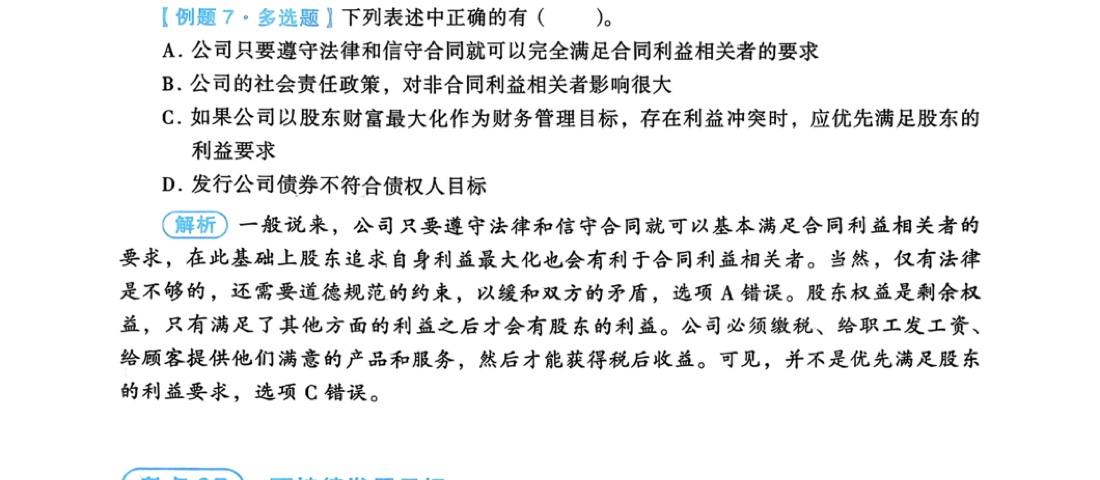 【例题7·多选题】下列表述中正确的有（　　）。
A. 公司只要遵守法律和信守合同就可以完全满足合同利益相关者的要求
B. 公司的社会责任政策，对非合同利益相关者影响很大
C. 如果公司以股东财富最大化作为财务管理目标，存在利益冲突时，应优先满足股东的
利益要求
D. 发行公司债券不符合债权人目标
解析 一般说来，公司只要遵守法律和信守合同就可以基本满足合同利益相关者的
要求，在此基础上股东追求自身利益最大化也会有利于合同利益相关者。当然，仅有法律
是不够的，还需要道德规范的约束，以缓和双方的矛盾，选项 A 错误。股东权益是剩余权
益，只有满足了其他方面的利益之后才会有股东的利益。公司必须缴税、给职工发工资、
给顾客提供他们满意的产品和服务，然后才能获得税后收益。可见，并不是优先满足股东
的利益要求，选项 C 错误。